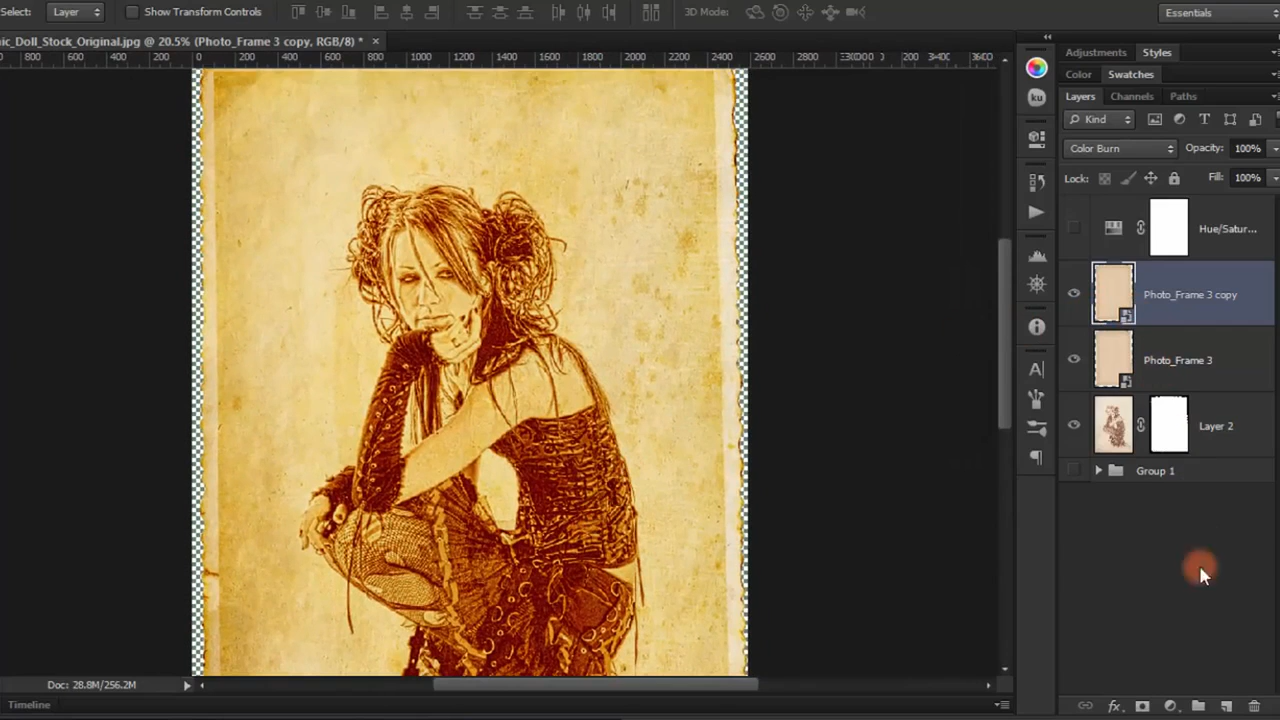 Select: Layer Show Transform Controls 3D Mode: Essentials
nic_Doll_Stock_Original.jpg @ 20.5% (Photo_Frame 3 copy, RGB/8) * ×
800 600 400 200 0 200 400 600 800 1000 1200 1400 1600 1800 2000 2200 2400 2600 2800
Adjustments Styles
Color Swatches
ku
Layers Channels Paths
Kind
Color Burn Opacity: 100%
Lock: Fill: 100%
Hue/Satur...
Photo_Frame 3 copy
Photo_Frame 3
Layer 2
Group 1
Doc: 28.8M/256.2M
Timeline